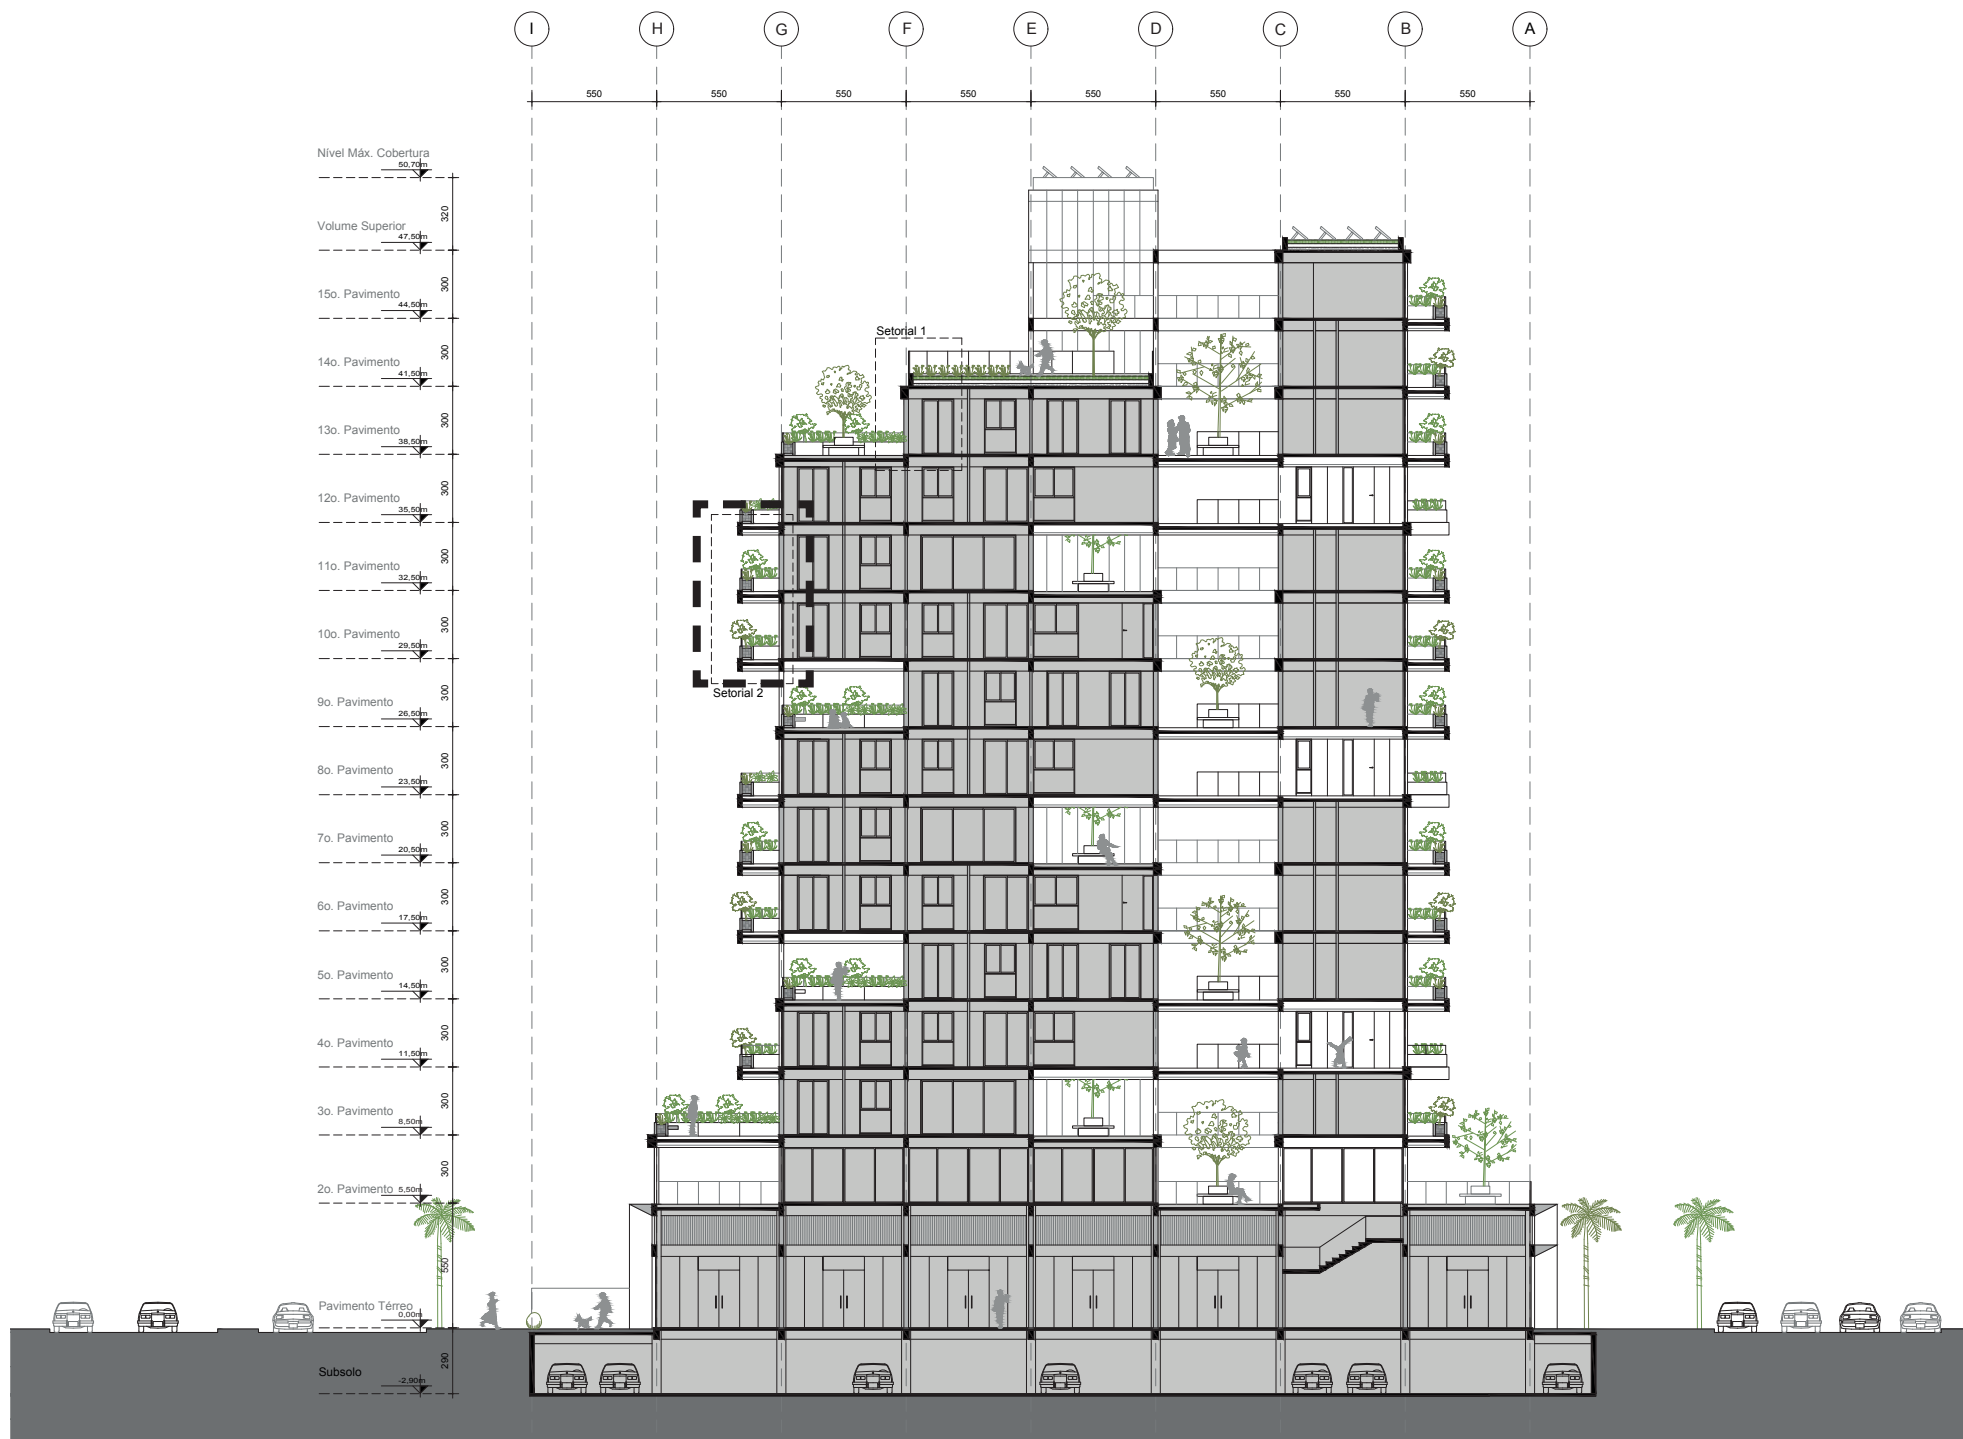 I H G F E D C B A
550 550 550 550 550 550 550 550
Nível Máx. Cobertura
50,70m
320
Volume Superior
47,50m
300
15o. Pavimento
44,50m
300
Setorial 1
14o. Pavimento
41,50m
300
13o. Pavimento
38,50m
300
12o. Pavimento
35,50m
300
11o. Pavimento
32,50m
300
10o. Pavimento
29,50m
300
Setorial 2
9o. Pavimento
26,50m
300
8o. Pavimento
23,50m
300
7o. Pavimento
20,50m
300
6o. Pavimento
17,50m
300
5o. Pavimento
14,50m
300
4o. Pavimento
11,50m
300
3o. Pavimento
8,50m
300
2o. Pavimento 5,50m
550
Pavimento Térreo
0,00m
290
Subsolo
-2,90m